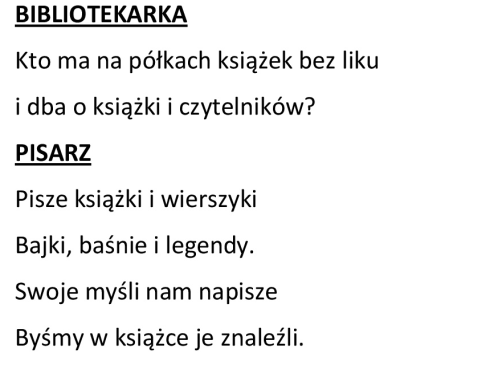 BIBLIOTEKARKA
Kto ma na półkach książek bez liku
i dba o książki i czytelników?
PISARZ
Pisze książki i wierszyki
Bajki, baśnie i legendy.
Swoje myśli nam napisze
Byśmy w książce je znaleźli.